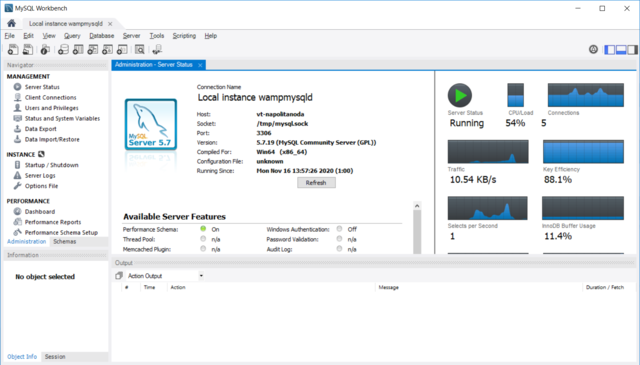 MySQL Workbench
Local instance wampmysqld
File Edit View Query Database Server Tools Scripting Help
Navigator
MANAGEMENT
Server Status
Client Connections
Users and Privileges
Status and System Variables
Data Export
Data Import/Restore
INSTANCE
Startup / Shutdown
Server Logs
Options File
PERFORMANCE
Dashboard
Performance Reports
Performance Schema Setup
Administration Schemas
Information
No object selected
Object Info Session
Administration - Server Status
MySQL
Server 5.7
Connection Name
Local instance wampmysqld
Host: vt-napolitanoda
Socket: /tmp/mysql.sock
Port: 3306
Version: 5.7.19 (MySQL Community Server (GPL))
Compiled For: Win64 (x86_64)
Configuration File: unknown
Running Since: Mon Nov 16 13:57:26 2020 (1:00)
Refresh
Available Server Features
Performance Schema: On Windows Authentication: Off
Thread Pool: n/a Password Validation: n/a
Memcached Plugin: n/a Audit Log: n/a
Server Status CPU/Load Connections
Running 54% 5
Traffic Key Efficiency
10.54 KB/s 88.1%
Selects per Second InnoDB Buffer Usage
1 11.4%
Output
Action Output
# Time Action Message Duration / Fetch